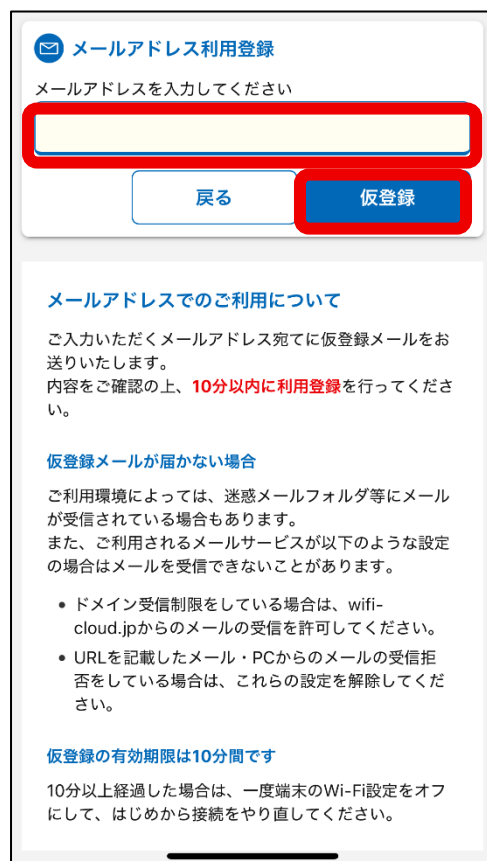 メールアドレス利用登録
メールアドレスを入力してください
戻る
仮登録
メールアドレスでのご利用について
ご入力いただくメールアドレス宛てに仮登録メールをお
送りいたします。
内容をご確認の上、10分以内に利用登録を行ってくださ
い。
仮登録メールが届かない場合
ご利用環境によっては、迷惑メールフォルダ等にメール
が受信されている場合もあります。
また、ご利用されるメールサービスが以下のような設定
の場合はメールを受信できないことがあります。
• ドメイン受信制限をしている場合は、wifi-
cloud.jpからのメールの受信を許可してください。
• URLを記載したメール・PCからのメールの受信拒
否をしている場合は、これらの設定を解除してくだ
さい。
仮登録の有効期限は10分間です
10分以上経過した場合は、一度端末のWi-Fi設定をオフ
にして、はじめから接続をやり直してください。